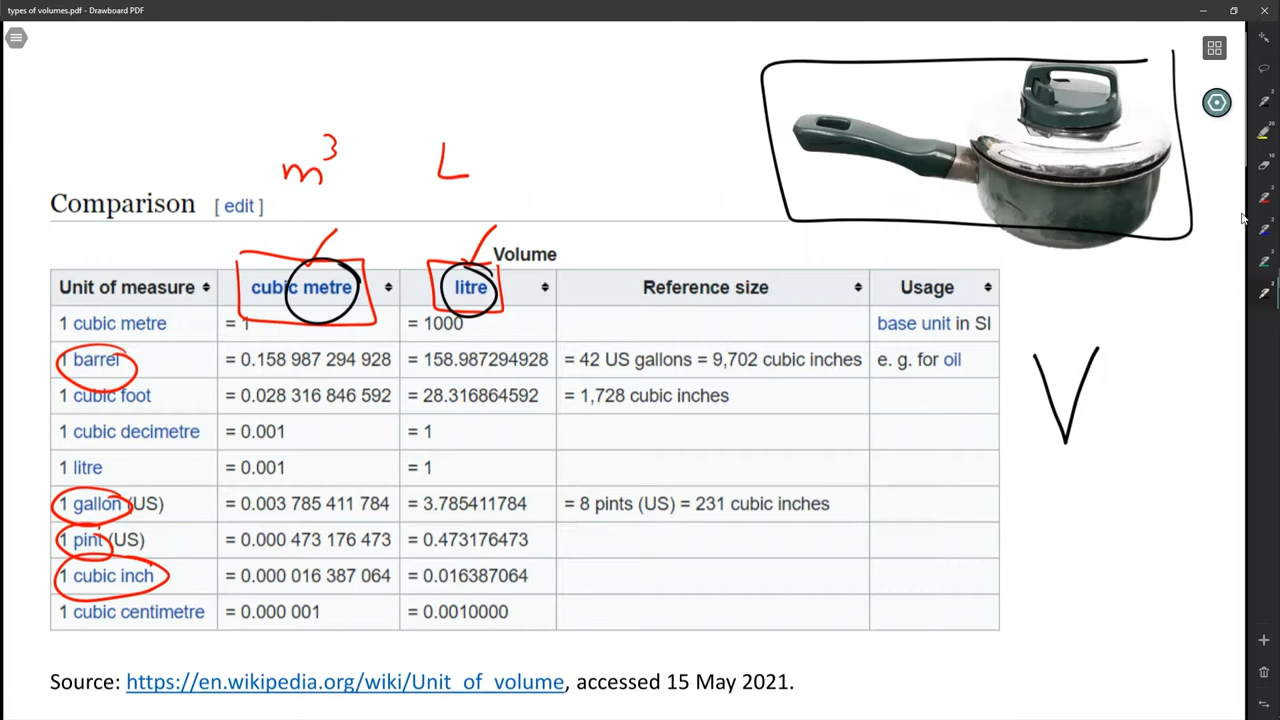 types of volumes.pdf - Drawboard PDF
m³ L
Comparison [ edit ]
Volume
Unit of measure cubic metre litre Reference size Usage
1 cubic metre = 1 = 1000 base unit in SI
1 barrel = 0.158 987 294 928 = 158.987294928 = 42 US gallons = 9,702 cubic inches e. g. for oil
1 cubic foot = 0.028 316 846 592 = 28.316864592 = 1,728 cubic inches
1 cubic decimetre = 0.001 = 1
1 litre = 0.001 = 1
1 gallon (US) = 0.003 785 411 784 = 3.785411784 = 8 pints (US) = 231 cubic inches
1 pint (US) = 0.000 473 176 473 = 0.473176473
1 cubic inch = 0.000 016 387 064 = 0.016387064
1 cubic centimetre = 0.000 001 = 0.0010000
V
Source: https://en.wikipedia.org/wiki/Unit_of_volume, accessed 15 May 2021.